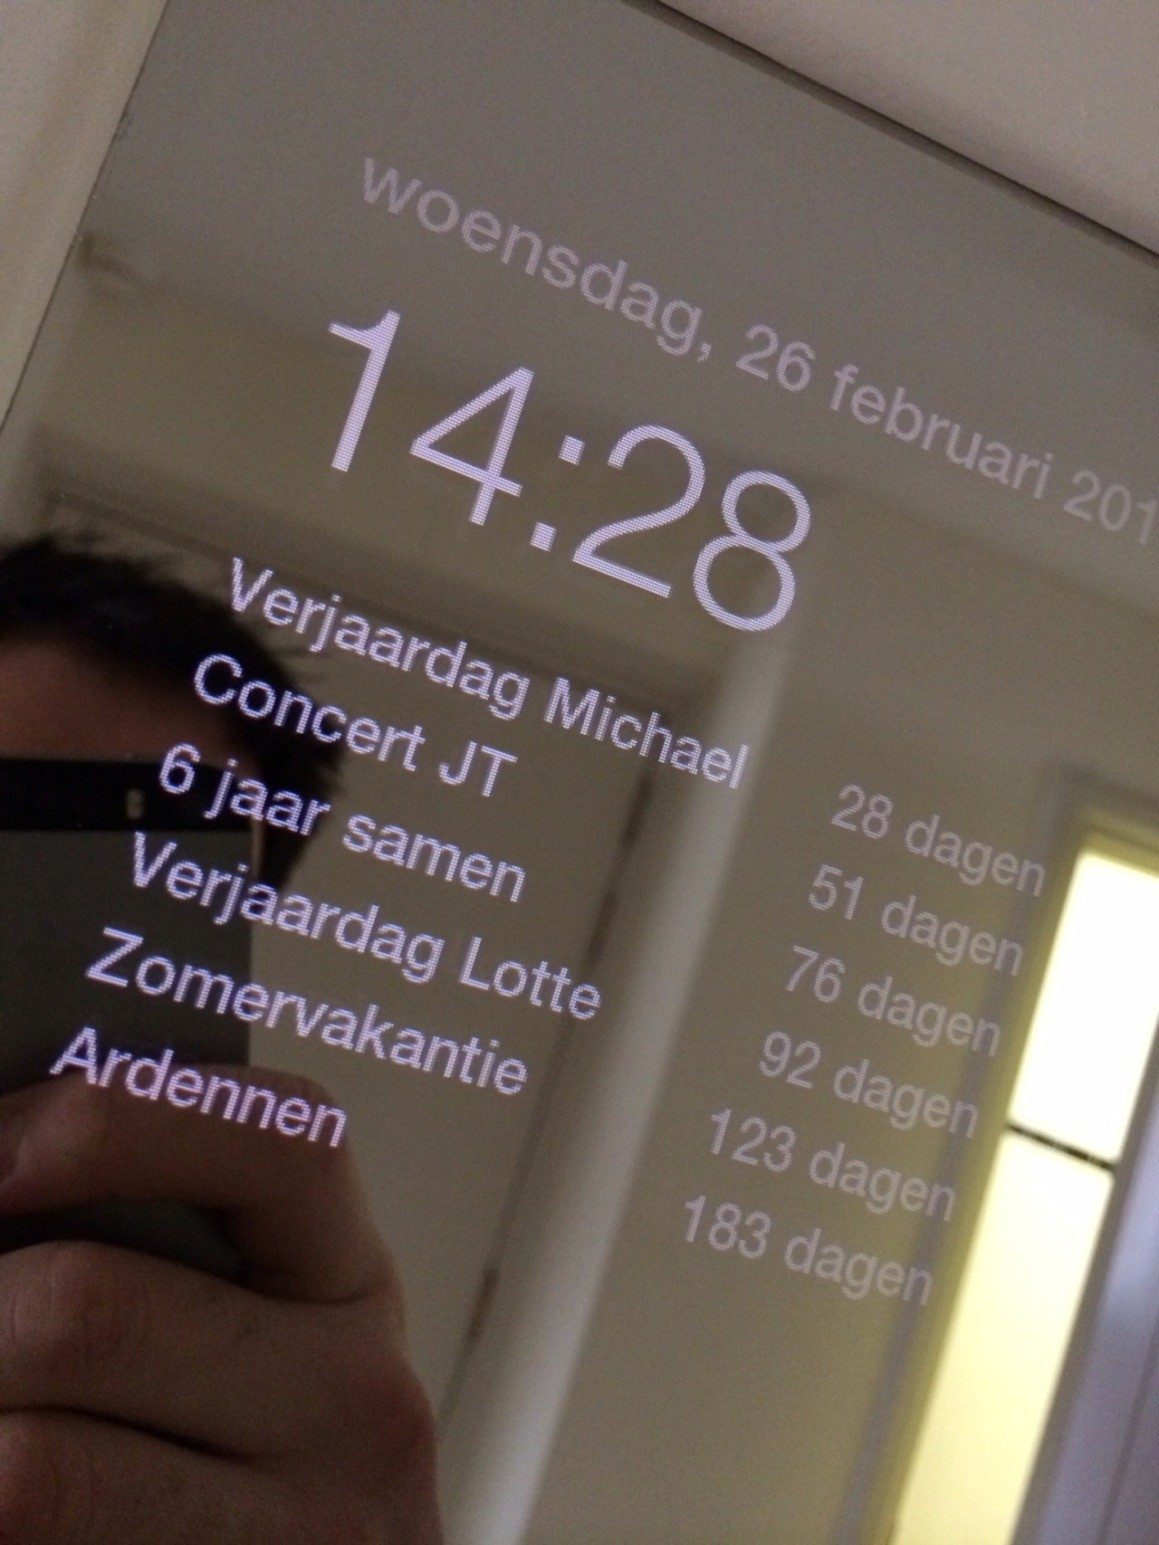 woensdag, 26 februari 201
14:28
Verjaardag Michael 28 dagen
Concert JT 51 dagen
6 jaar samen 76 dagen
Verjaardag Lotte 92 dagen
Zomervakantie 123 dagen
Ardennen 183 dagen